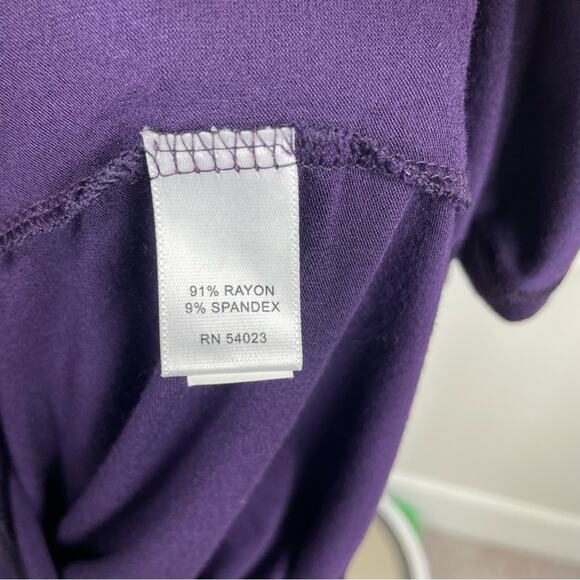 91% RAYON
9% SPANDEX
RN 54023